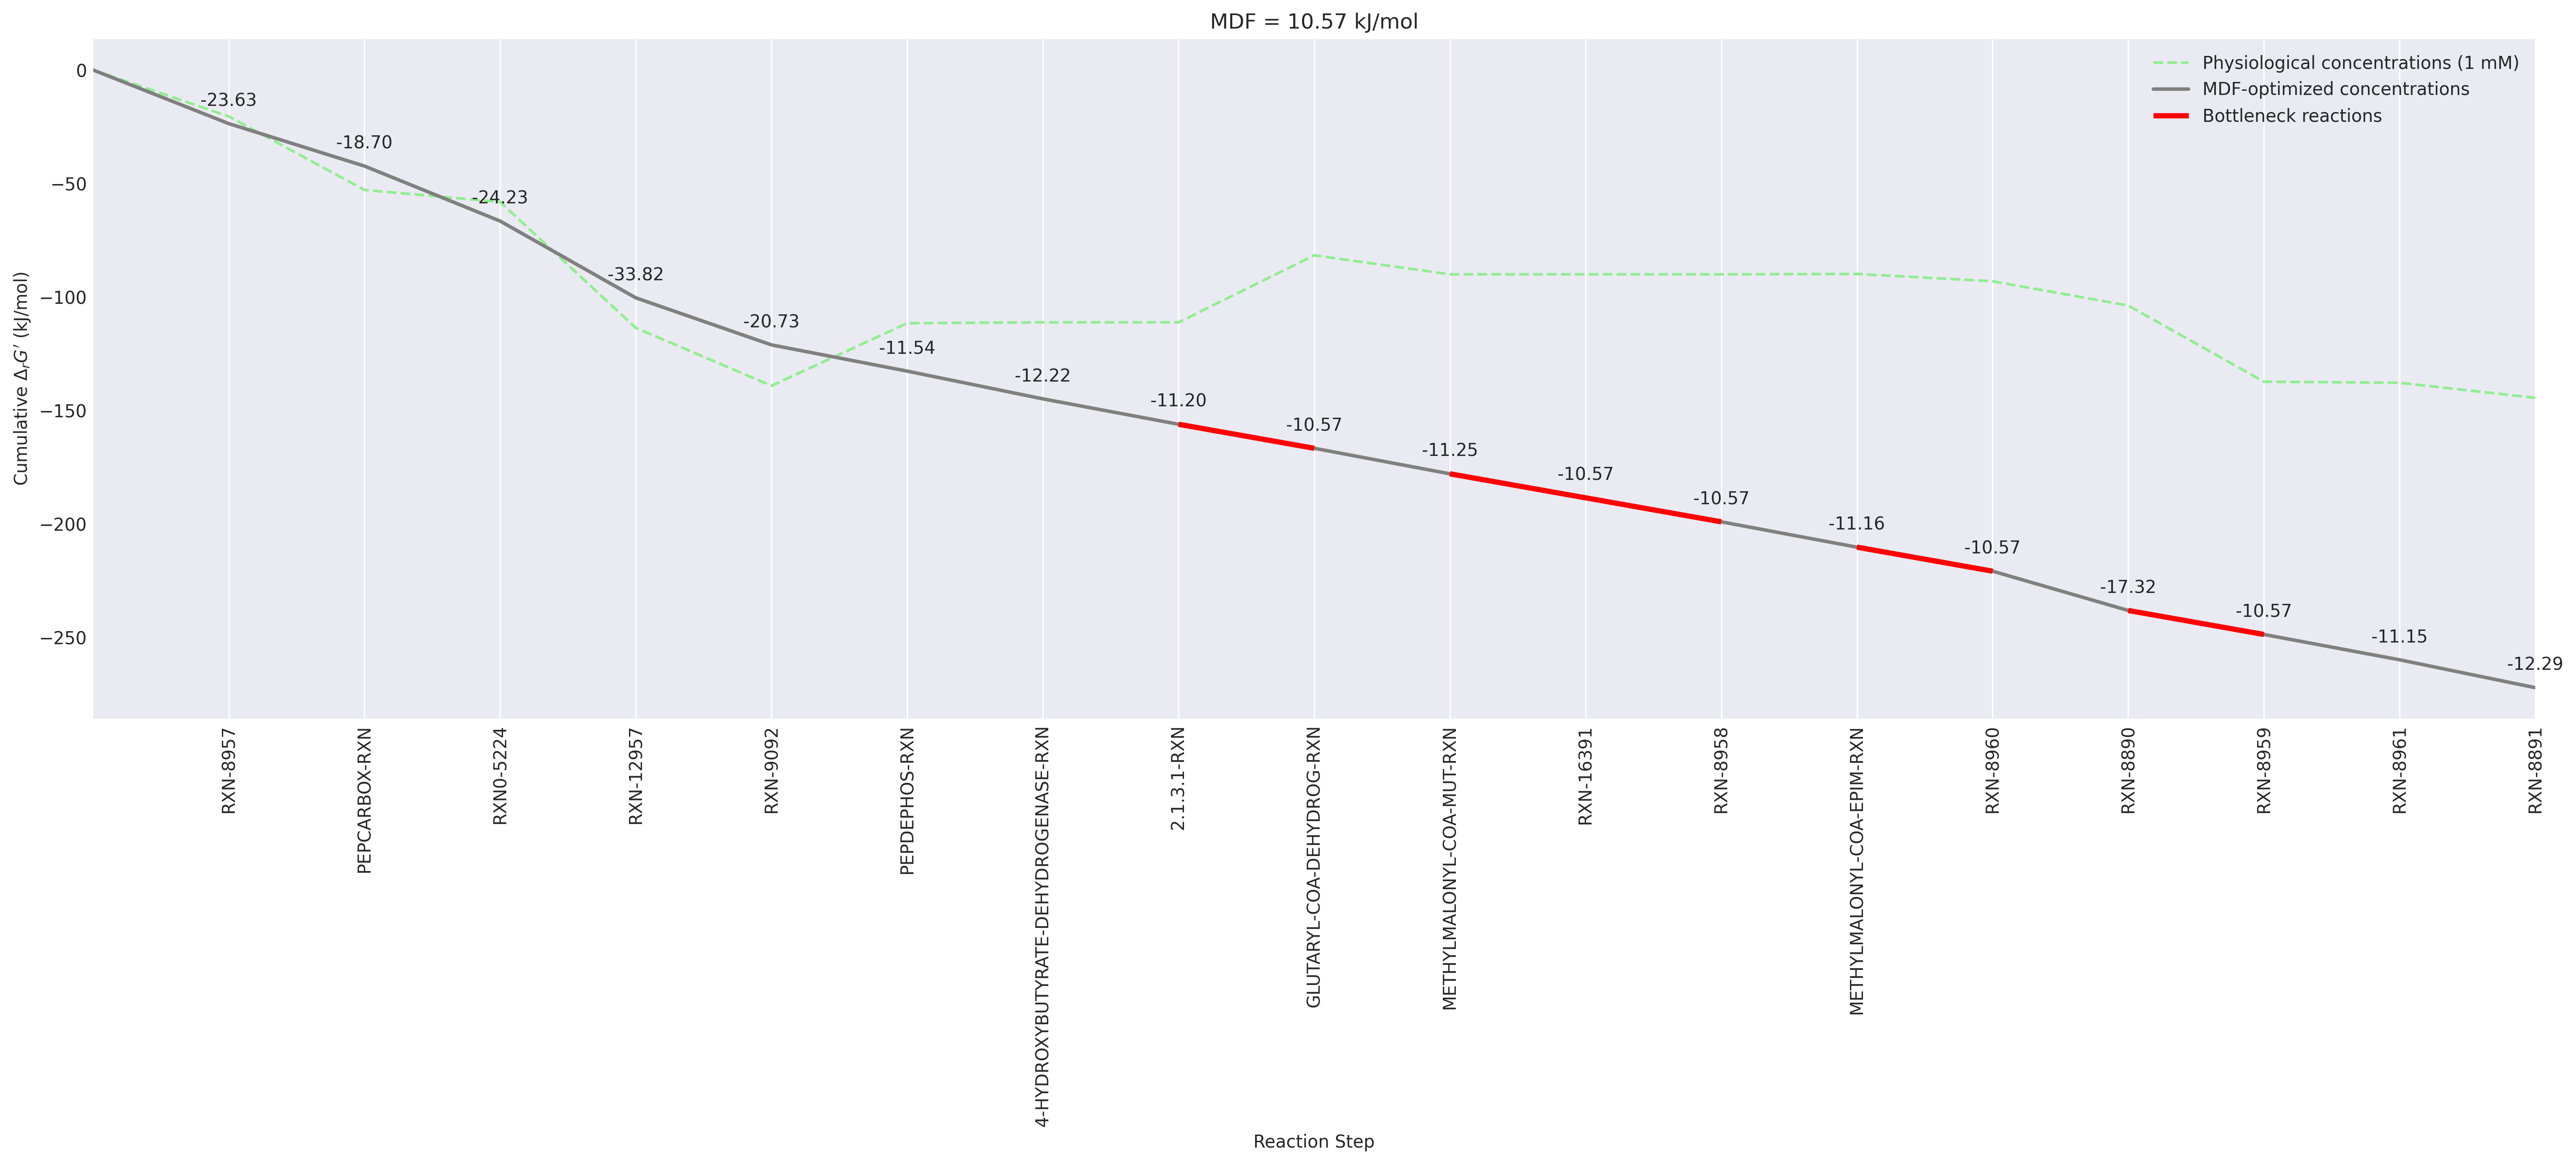 MDF = 10.57 kJ/mol
Physiological concentrations (1 mM)
MDF-optimized concentrations
Bottleneck reactions
Cumulative ΔrG′ (kJ/mol)
0
−50
−100
−150
−200
−250
-23.63
-18.70
-24.23
-33.82
-20.73
-11.54
-12.22
-11.20
-10.57
-11.25
-10.57
-10.57
-11.16
-10.57
-17.32
-10.57
-11.15
-12.29
RXN-8957
PEPCARBOX-RXN
RXN0-5224
RXN-12957
RXN-9092
PEPDEPHOS-RXN
4-HYDROXYBUTYRATE-DEHYDROGENASE-RXN
2.1.3.1-RXN
GLUTARYL-COA-DEHYDROG-RXN
METHYLMALONYL-COA-MUT-RXN
RXN-16391
RXN-8958
METHYLMALONYL-COA-EPIM-RXN
RXN-8960
RXN-8890
RXN-8959
RXN-8961
RXN-8891
Reaction Step